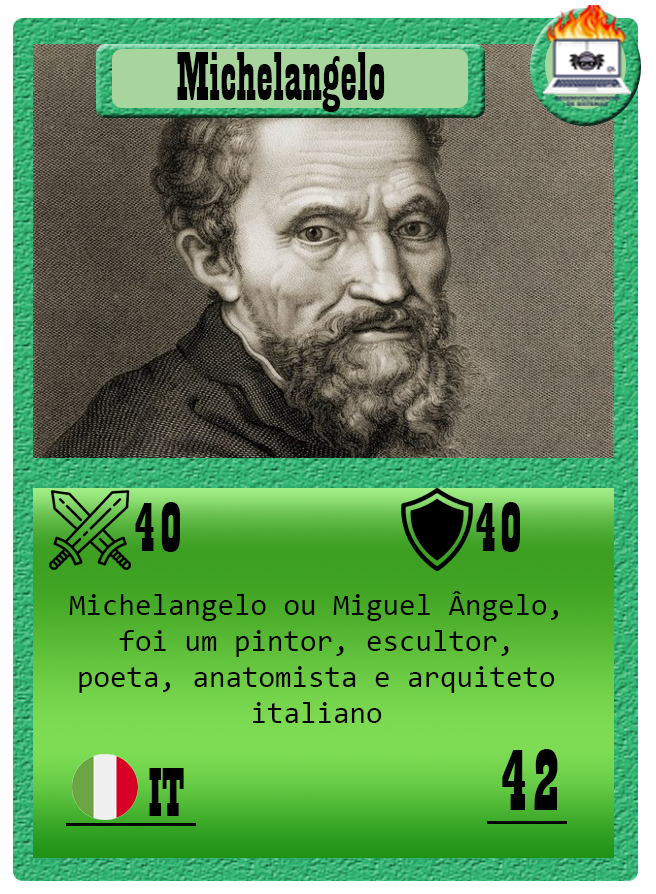 Michelangelo
40
40
Michelangelo ou Miguel Ângelo,
foi um pintor, escultor,
poeta, anatomista e arquiteto
italiano
IT
42